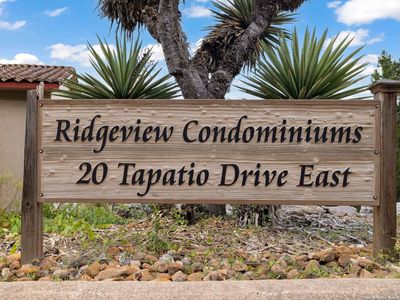 Ridgeview Condominiums
20 Tapatio Drive East